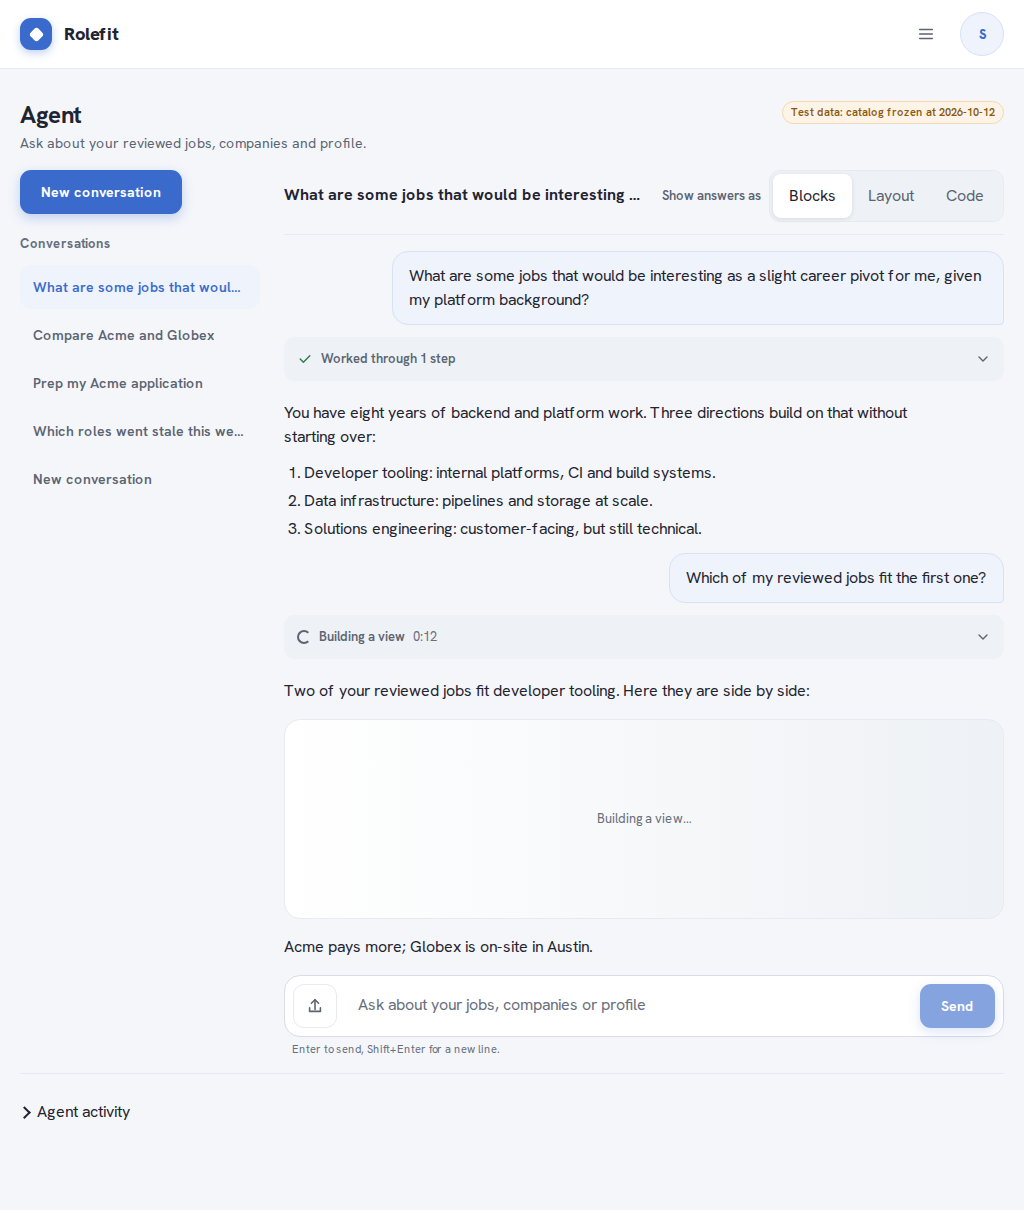 Rolefit
S
Agent
Test data: catalog frozen at 2026-10-12
Ask about your reviewed jobs, companies and profile.
New conversation
Conversations
What are some jobs that woul...
Compare Acme and Globex
Prep my Acme application
Which roles went stale this we...
New conversation
What are some jobs that would be interesting ...
Show answers as
Blocks
Layout
Code
What are some jobs that would be interesting as a slight career pivot for me, given
my platform background?
Worked through 1 step
You have eight years of backend and platform work. Three directions build on that without
starting over:
1. Developer tooling: internal platforms, CI and build systems.
2. Data infrastructure: pipelines and storage at scale.
3. Solutions engineering: customer-facing, but still technical.
Which of my reviewed jobs fit the first one?
Building a view 0:12
Two of your reviewed jobs fit developer tooling. Here they are side by side:
Building a view...
Acme pays more; Globex is on-site in Austin.
Ask about your jobs, companies or profile
Send
Enter to send, Shift+Enter for a new line.
Agent activity